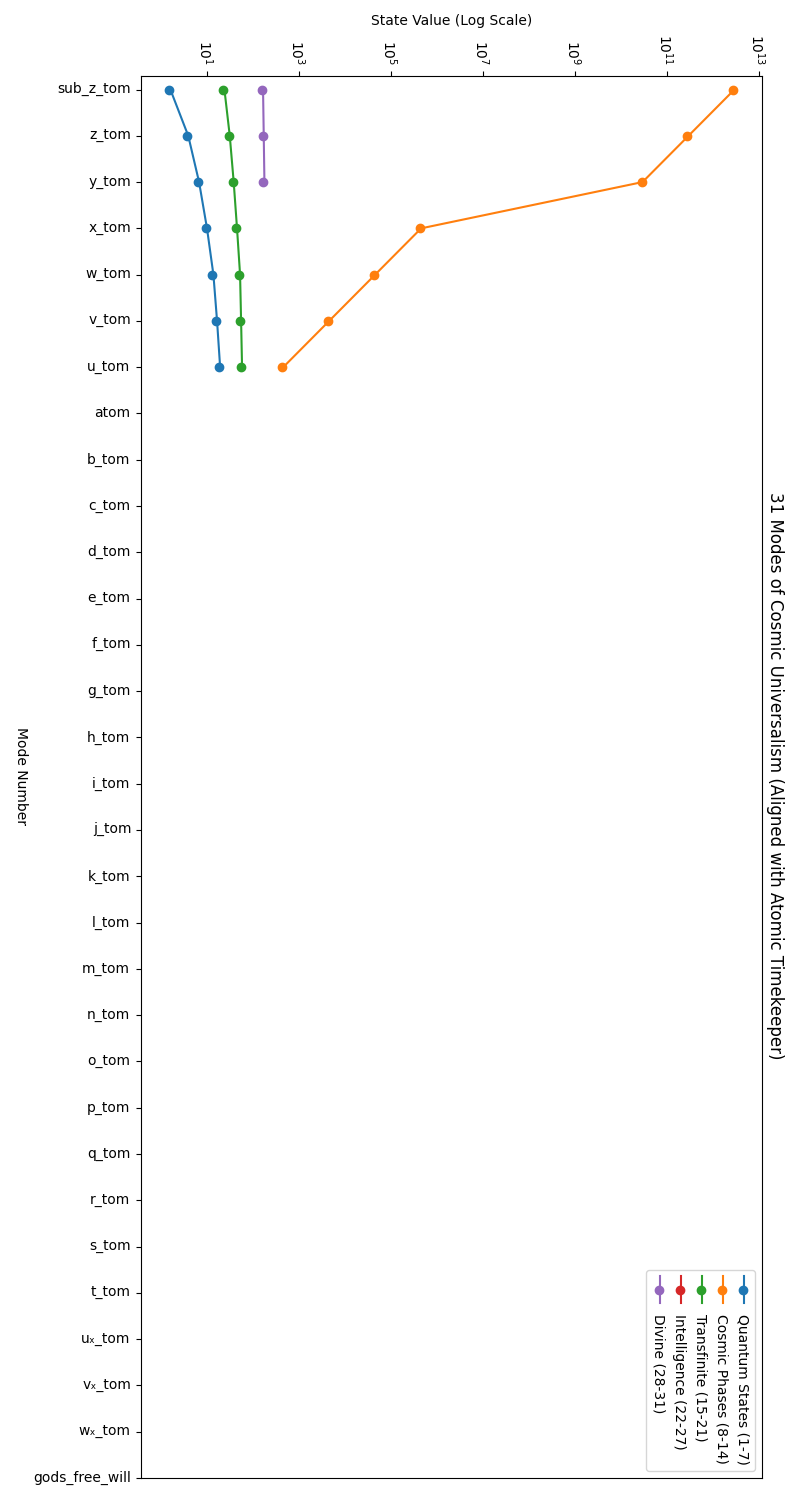 State Value (Log Scale)
10¹ 10³ 10⁵ 10⁷ 10⁹ 10¹¹ 10¹³
sub_z_tom
z_tom
y_tom
x_tom
w_tom
v_tom
u_tom
atom
b_tom
c_tom
d_tom
e_tom
f_tom
g_tom
h_tom
i_tom
j_tom
k_tom
l_tom
m_tom
n_tom
o_tom
p_tom
q_tom
r_tom
s_tom
t_tom
uₓ_tom
vₓ_tom
wₓ_tom
gods_free_will
Mode Number
31 Modes of Cosmic Universalism (Aligned with Atomic Timekeeper)
Quantum States (1-7)
Cosmic Phases (8-14)
Transfinite (15-21)
Intelligence (22-27)
Divine (28-31)